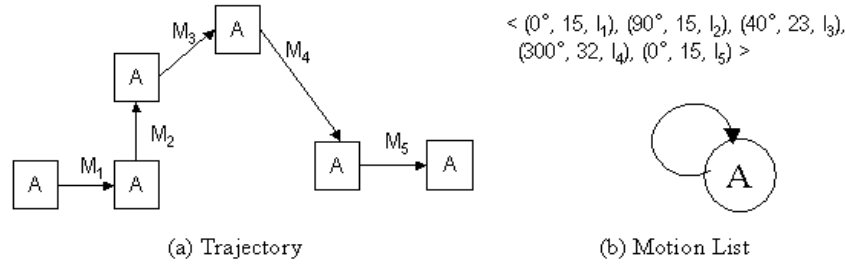 A
M₃
M₄
< (0°, 15, I₁), (90°, 15, I₂), (40°, 23, I₃),
(300°, 32, I₄), (0°, 15, I₅) >
A
M₂
A
M₁
A
A
M₅
A
A
(a) Trajectory
(b) Motion List